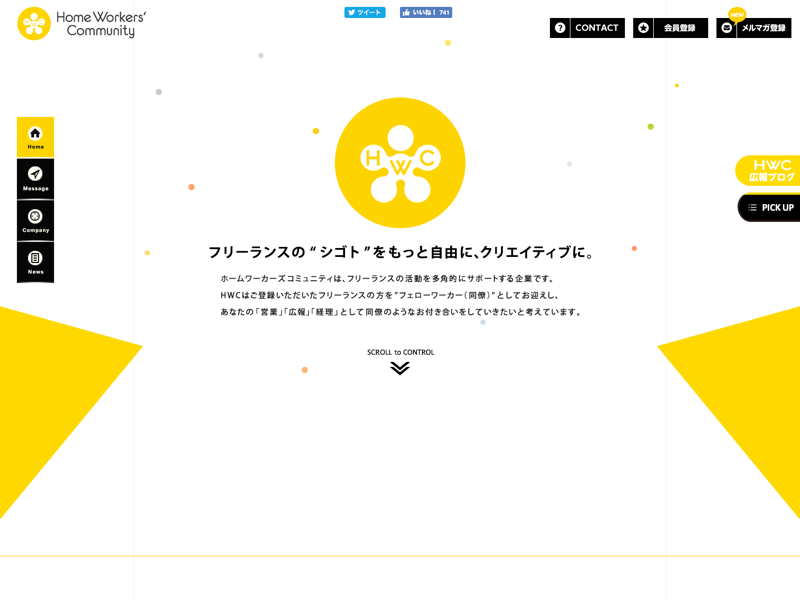 Home Workers'
Community
ツイート
いいね! 741
CONTACT
会員登録
NEW
メルマガ登録
Home
Message
Company
News
HWC
広報ブログ
PICK UP
HWC
フリーランスの“シゴト”をもっと自由に、クリエイティブに。
ホームワーカーズコミュニティは、フリーランスの活動を多角的にサポートする企業です。
HWCはご登録いただいたフリーランスの方を“フェローワーカー(同僚)”としてお迎えし、
あなたの「営業」「広報」「経理」として同僚のようなお付き合いをしていきたいと考えています。
SCROLL to CONTROL